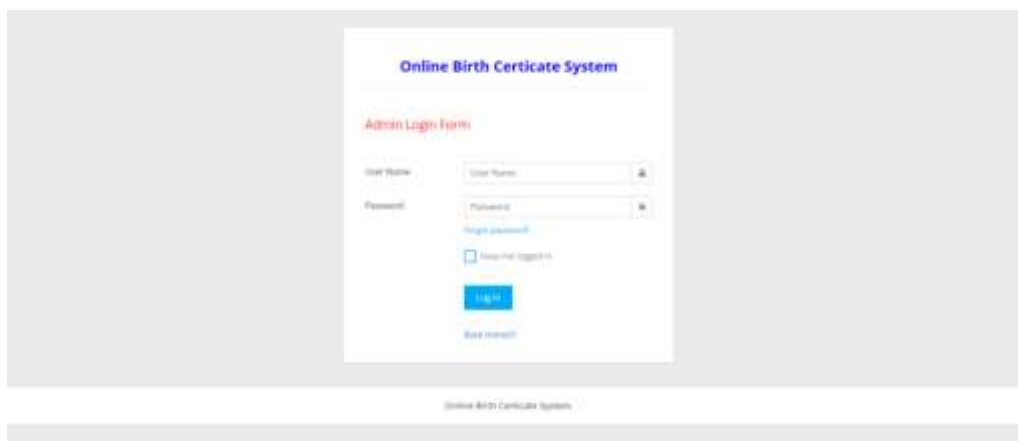 Online Birth Certicate System
Admin Login Form
User Name
User Name
Password
Password
Forgot password?
Keep me logged in
Log In
Back Home!!
Online Birth Certicate System